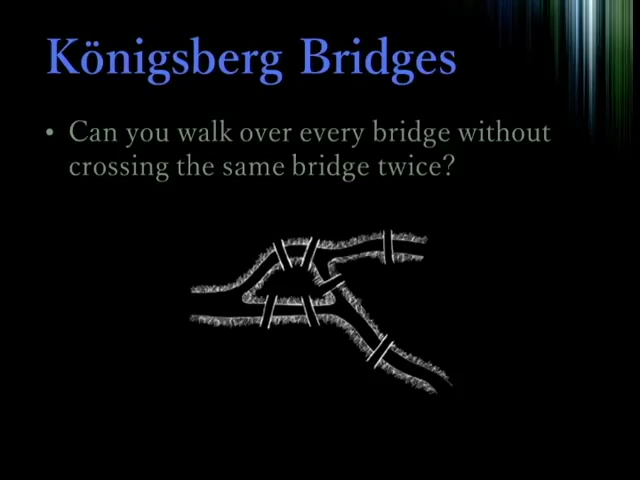 Königsberg Bridges
• Can you walk over every bridge without
crossing the same bridge twice?